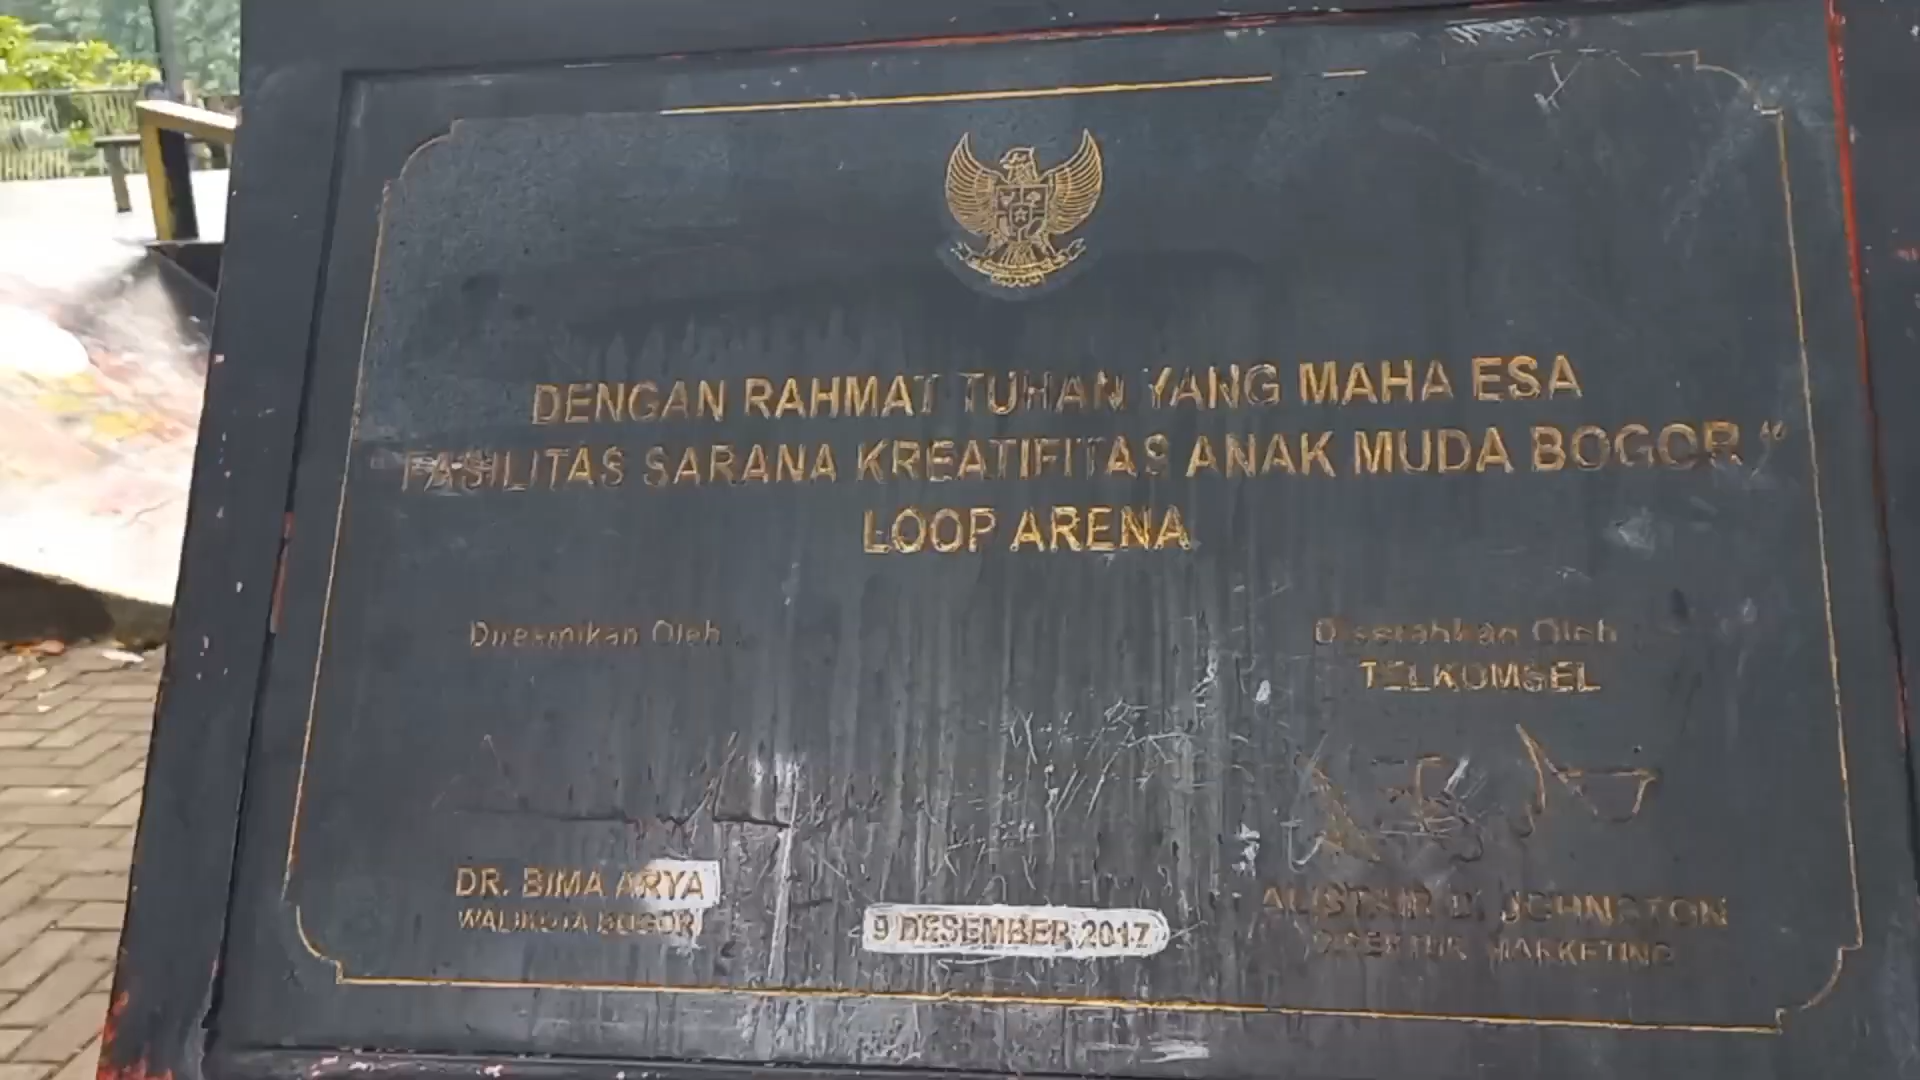 DENGAN RAHMAT TUHAN YANG MAHA ESA
"FASILITAS SARANA KREATIFITAS ANAK MUDA BOGOR"
LOOP ARENA
Diresmikan Oleh :
Diserahkan Oleh :
TELKOMSEL
DR. BIMA ARYA
WALIKOTA BOGOR
9 DESEMBER 2017
ALISTAIR D. JOHNSTON
DIREKTUR MARKETING